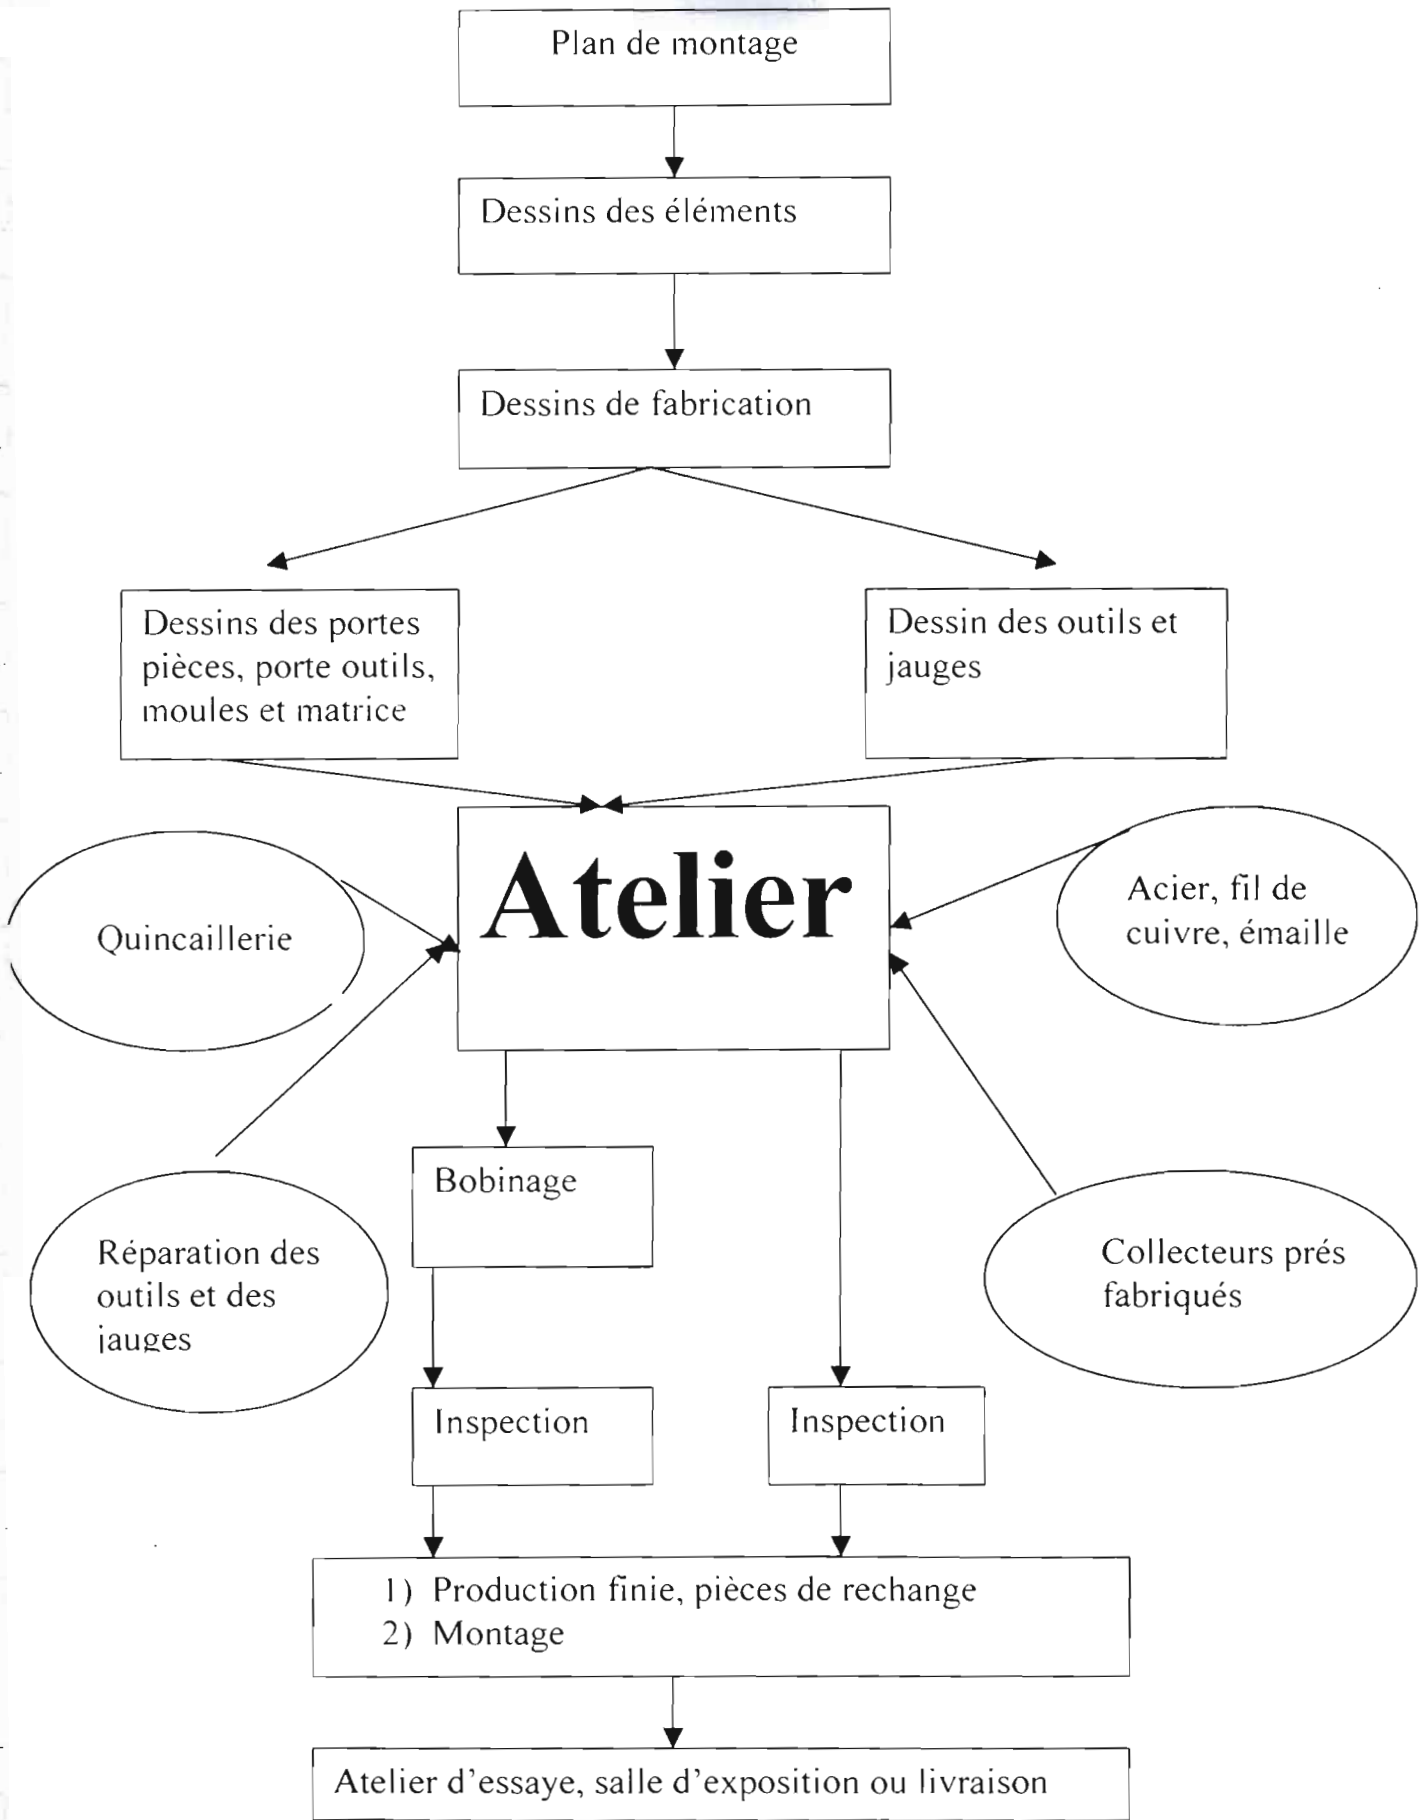 Plan de montage
Dessins des éléments
Dessins de fabrication
Dessins des portes
pièces, porte outils,
moules et matrice
Dessin des outils et
jauges
Atelier
Quincaillerie
Acier, fil de
cuivre, émaille
Bobinage
Réparation des
outils et des
jauges
Collecteurs prés
fabriqués
Inspection
Inspection
1) Production finie, pièces de rechange
2) Montage
Atelier d'essaye, salle d'exposition ou livraison